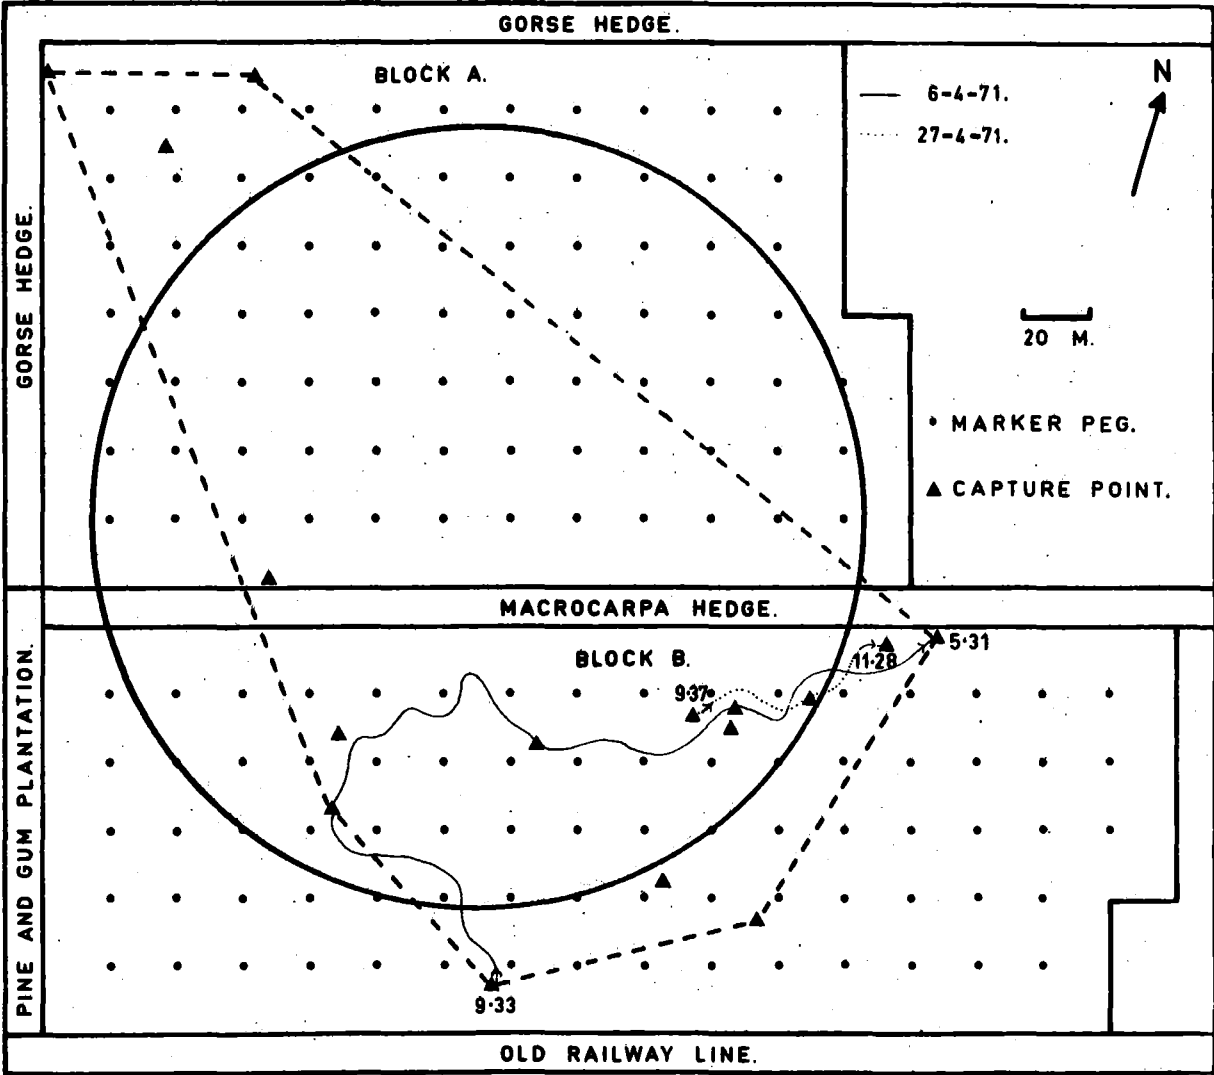 GORSE HEDGE.
BLOCK A.
N
6-4-71.
27-4-71.
GORSE HEDGE.
20 M.
MARKER PEG.
CAPTURE POINT.
MACROCARPA HEDGE.
BLOCK B.
5·31
11·28
9·37
PINE AND GUM PLANTATION.
9·33
OLD RAILWAY LINE.